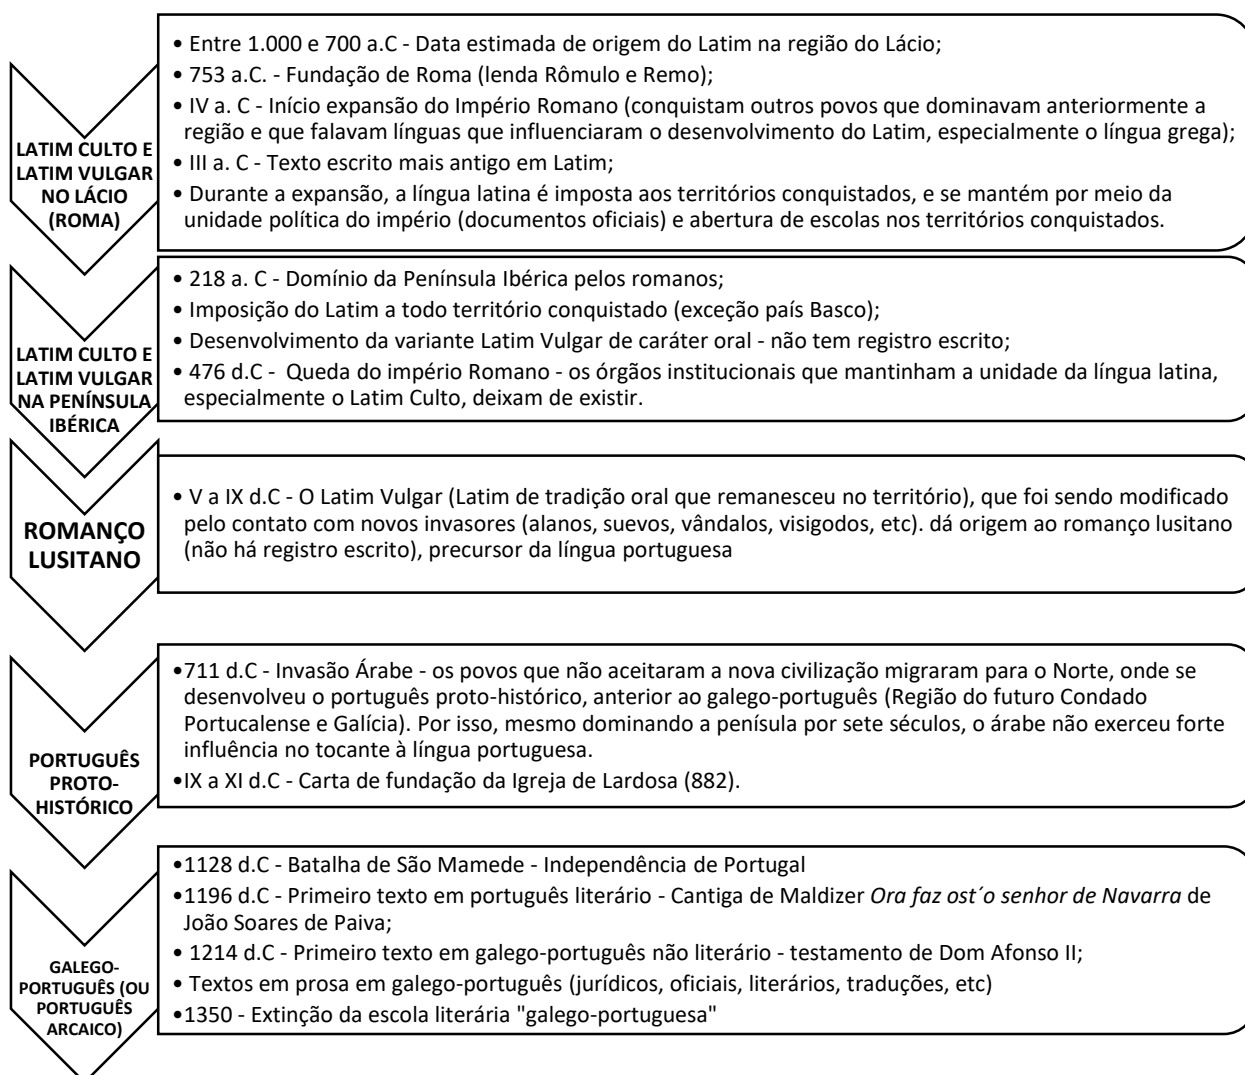 LATIM CULTO E
LATIM VULGAR
NO LÁCIO
(ROMA)
• Entre 1.000 e 700 a.C - Data estimada de origem do Latim na região do Lácio;
• 753 a.C. - Fundação de Roma (lenda Rômulo e Remo);
• IV a. C - Início expansão do Império Romano (conquistam outros povos que dominavam anteriormente a
região e que falavam línguas que influenciaram o desenvolvimento do Latim, especialmente o língua grega);
• III a. C - Texto escrito mais antigo em Latim;
• Durante a expansão, a língua latina é imposta aos territórios conquistados, e se mantém por meio da
unidade política do império (documentos oficiais) e abertura de escolas nos territórios conquistados.
LATIM CULTO E
LATIM VULGAR
NA PENÍNSULA
IBÉRICA
• 218 a. C - Domínio da Península Ibérica pelos romanos;
• Imposição do Latim a todo território conquistado (exceção país Basco);
• Desenvolvimento da variante Latim Vulgar de caráter oral - não tem registro escrito;
• 476 d.C - Queda do império Romano - os órgãos institucionais que mantinham a unidade da língua latina,
especialmente o Latim Culto, deixam de existir.
ROMANÇO
LUSITANO
• V a IX d.C - O Latim Vulgar (Latim de tradição oral que remanesceu no território), que foi sendo modificado
pelo contato com novos invasores (alanos, suevos, vândalos, visigodos, etc). dá origem ao romanço lusitano
(não há registro escrito), precursor da língua portuguesa
PORTUGUÊS
PROTO-
HISTÓRICO
•711 d.C - Invasão Árabe - os povos que não aceitaram a nova civilização migraram para o Norte, onde se
desenvolveu o português proto-histórico, anterior ao galego-português (Região do futuro Condado
Portucalense e Galícia). Por isso, mesmo dominando a penísula por sete séculos, o árabe não exerceu forte
influência no tocante à língua portuguesa.
•IX a XI d.C - Carta de fundação da Igreja de Lardosa (882).
GALEGO-
PORTUGUÊS (OU
PORTUGUÊS
ARCAICO)
•1128 d.C - Batalha de São Mamede - Independência de Portugal
•1196 d.C - Primeiro texto em português literário - Cantiga de Maldizer Ora faz ost´o senhor de Navarra de
João Soares de Paiva;
• 1214 d.C - Primeiro texto em galego-português não literário - testamento de Dom Afonso II;
• Textos em prosa em galego-português (jurídicos, oficiais, literários, traduções, etc)
•1350 - Extinção da escola literária "galego-portuguesa"